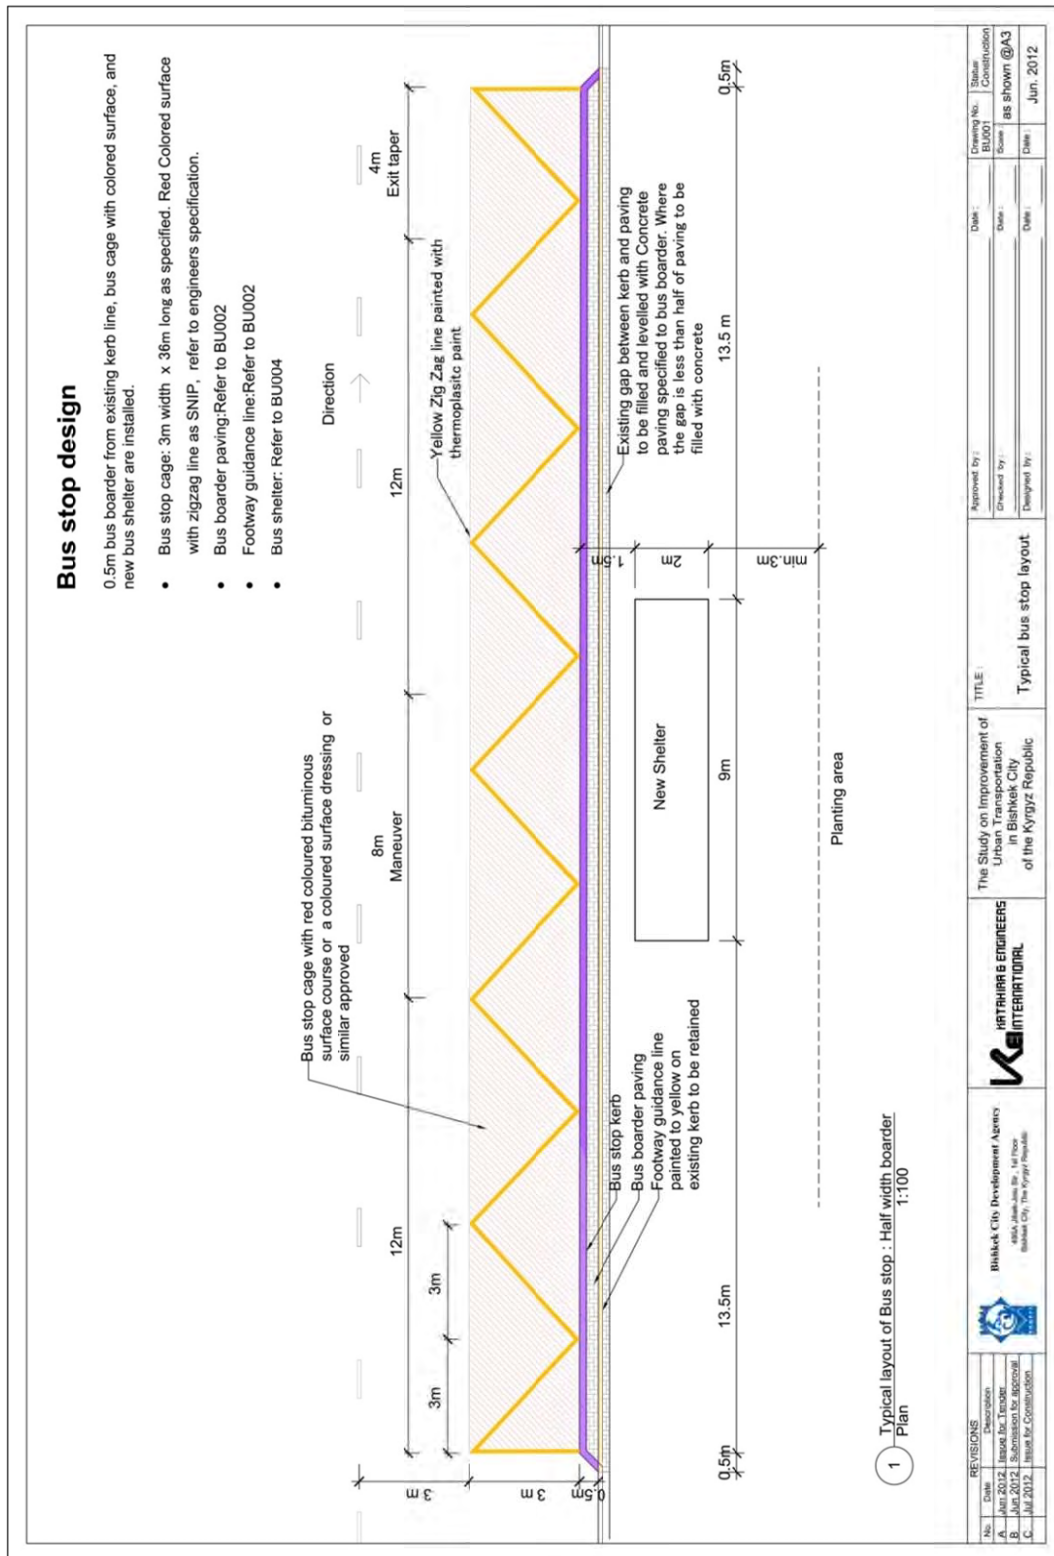 Bus stop design
0.5m bus boarder from existing kerb line, bus cage with colored surface, and
new bus shelter are installed.
• Bus stop cage: 3m width x 36m long as specified. Red Colored surface
with zigzag line as SNIP, refer to engineers specification.
• Bus boarder paving:Refer to BU002
• Footway guidance line:Refer to BU002
• Bus shelter: Refer to BU004
Direction
Bus stop cage with red coloured bituminous
surface course or a coloured surface dressing or
similar approved
12m
8m
Maneuver
12m
4m
Exit taper
3m
3m
Yellow Zig Zag line painted with
thermoplasitc paint
3 m
3 m
0.5m
Bus stop kerb
Bus boarder paving
Footway guidance line
painted to yellow on
existing kerb to be retained
Existing gap between kerb and paving
to be filled and levelled with Concrete
paving specified to bus boarder. Where
the gap is less than half of paving to be
filled with concrete
1.5m
2m
min.3m
New Shelter
0.5m
13.5m
9m
13.5 m
0.5m
Planting area
1
Typical layout of Bus stop : Half width boarder
Plan
1:100
REVISIONS
No. Date Description
A Jun 2012 Issue for Tender
B Jun 2012 Submission for approval
C Jul 2012 Issue for Construction
Bishkek City Development Agency
Bishkek City, The Kyrgyz Republic
KATAHIRA & ENGINEERS
INTERNATIONAL
The Study on Improvement of
Urban Transportation
in Bishkek City
of the Kyrgyz Republic
TITLE :
Typical bus stop layout
Approved by :
Date :
Checked by :
Date :
Designed by :
Date :
Drawing No.
BU001
Status
Construction
Scale :
as shown @A3
Date :
Jun. 2012